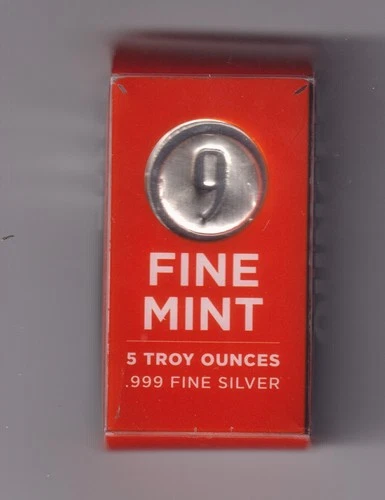 9
FINE
MINT
5 TROY OUNCES
.999 FINE SILVER